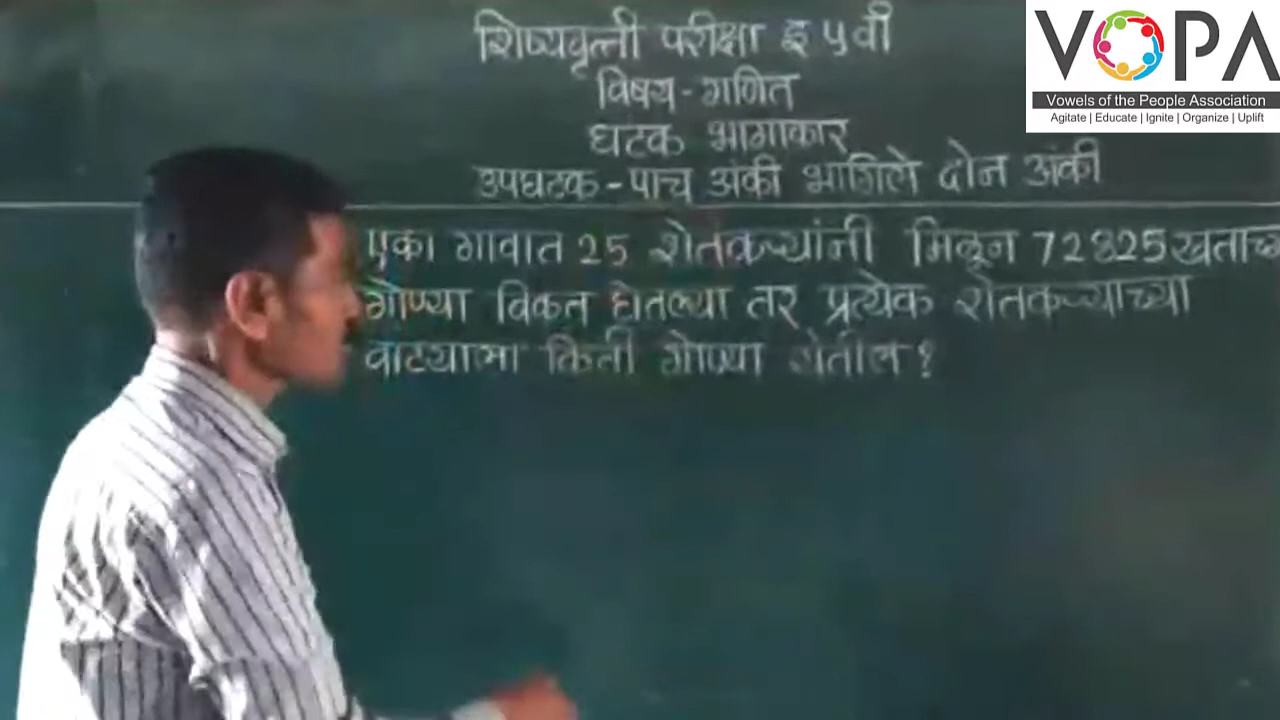 शिष्यवृत्ती परीक्षा इ ५वी
विषय - गणित
घटक भागाकार
उपघटक - पाच अंकी भागिले दोन अंकी
एका गावात 25 शेतकऱ्यांनी मिळून 72825 खताच्
गोण्या विकत घेतल्या तर प्रत्येक शेतकऱ्याच्या
वाट्याला किती गोण्या येतील?
VOPA
Vowels of the People Association
Agitate | Educate | Ignite | Organize | Uplift